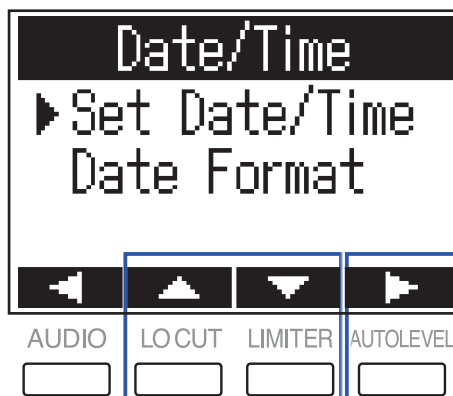 Date/Time
Set Date/Time
Date Format
AUDIO LO CUT LIMITER AUTOLEVEL